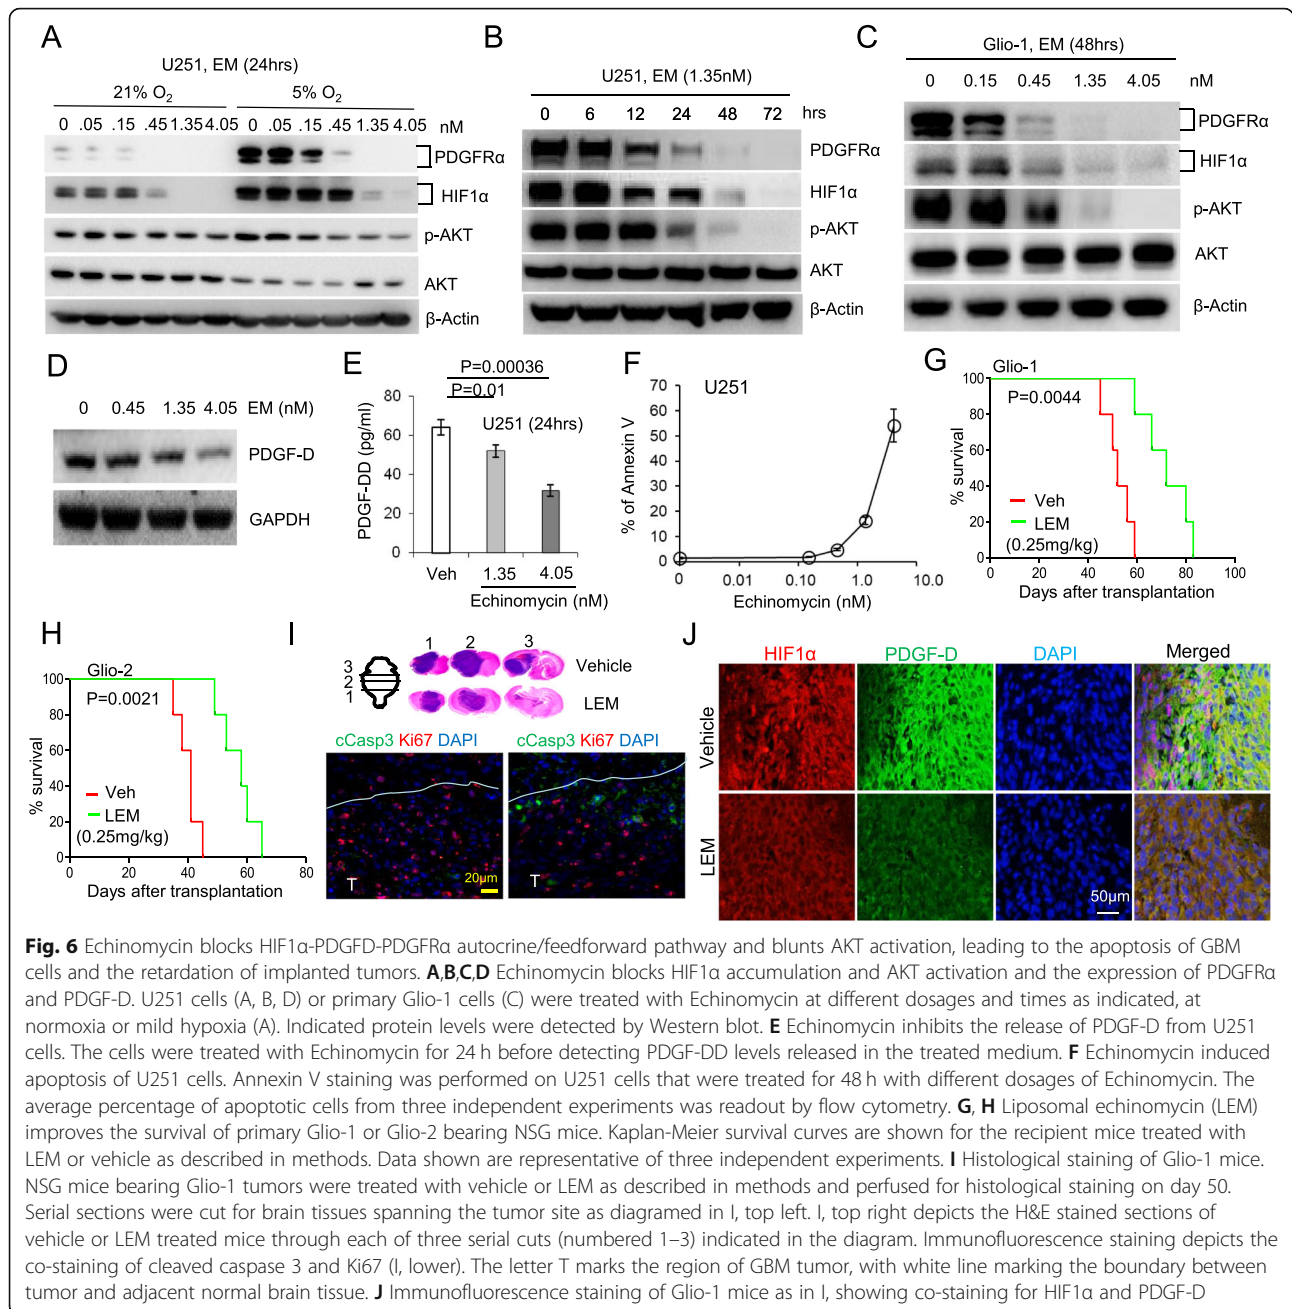 A
U251, EM (24hrs)
21% O2 5% O2
0 .05 .15 .45 1.35 4.05 0 .05 .15 .45 1.35 4.05 nM
PDGFRα
HIF1α
p-AKT
AKT
β-Actin
B
U251, EM (1.35nM)
0 6 12 24 48 72 hrs
PDGFRα
HIF1α
p-AKT
AKT
β-Actin
C
Glio-1, EM (48hrs)
0 0.15 0.45 1.35 4.05 nM
PDGFRα
HIF1α
p-AKT
AKT
β-Actin
D
0 0.45 1.35 4.05 EM (nM)
PDGF-D
GAPDH
E
P=0.00036
P=0.01
U251 (24hrs)
PDGF-DD (pg/ml)
80
60
40
20
0
Veh 1.35 4.05
Echinomycin (nM)
F
U251
% of Annexin V
70
60
50
40
30
20
10
0
0 0.01 0.10 1.0 10.0
Echinomycin (nM)
G
Glio-1
P=0.0044
% survival
100
80
60
40
20
0
Veh
LEM
(0.25mg/kg)
0 20 40 60 80 100
Days after transplantation
H
Glio-2
P=0.0021
% survival
100
80
60
40
20
0
Veh
LEM
(0.25mg/kg)
0 20 40 60 80
Days after transplantation
I
3
2
1
1 2 3
Vehicle
LEM
cCasp3 Ki67 DAPI cCasp3 Ki67 DAPI
T 20μm T
J
HIF1α PDGF-D DAPI Merged
Vehicle
LEM
50μm
Fig. 6 Echinomycin blocks HIF1α-PDGFD-PDGFRα autocrine/feedforward pathway and blunts AKT activation, leading to the apoptosis of GBM
cells and the retardation of implanted tumors. A,B,C,D Echinomycin blocks HIF1α accumulation and AKT activation and the expression of PDGFRα
and PDGF-D. U251 cells (A, B, D) or primary Glio-1 cells (C) were treated with Echinomycin at different dosages and times as indicated, at
normoxia or mild hypoxia (A). Indicated protein levels were detected by Western blot. E Echinomycin inhibits the release of PDGF-D from U251
cells. The cells were treated with Echinomycin for 24 h before detecting PDGF-DD levels released in the treated medium. F Echinomycin induced
apoptosis of U251 cells. Annexin V staining was performed on U251 cells that were treated for 48 h with different dosages of Echinomycin. The
average percentage of apoptotic cells from three independent experiments was readout by flow cytometry. G, H Liposomal echinomycin (LEM)
improves the survival of primary Glio-1 or Glio-2 bearing NSG mice. Kaplan-Meier survival curves are shown for the recipient mice treated with
LEM or vehicle as described in methods. Data shown are representative of three independent experiments. I Histological staining of Glio-1 mice.
NSG mice bearing Glio-1 tumors were treated with vehicle or LEM as described in methods and perfused for histological staining on day 50.
Serial sections were cut for brain tissues spanning the tumor site as diagramed in I, top left. I, top right depicts the H&E stained sections of
vehicle or LEM treated mice through each of three serial cuts (numbered 1–3) indicated in the diagram. Immunofluorescence staining depicts the
co-staining of cleaved caspase 3 and Ki67 (I, lower). The letter T marks the region of GBM tumor, with white line marking the boundary between
tumor and adjacent normal brain tissue. J Immunofluorescence staining of Glio-1 mice as in I, showing co-staining for HIF1α and PDGF-D